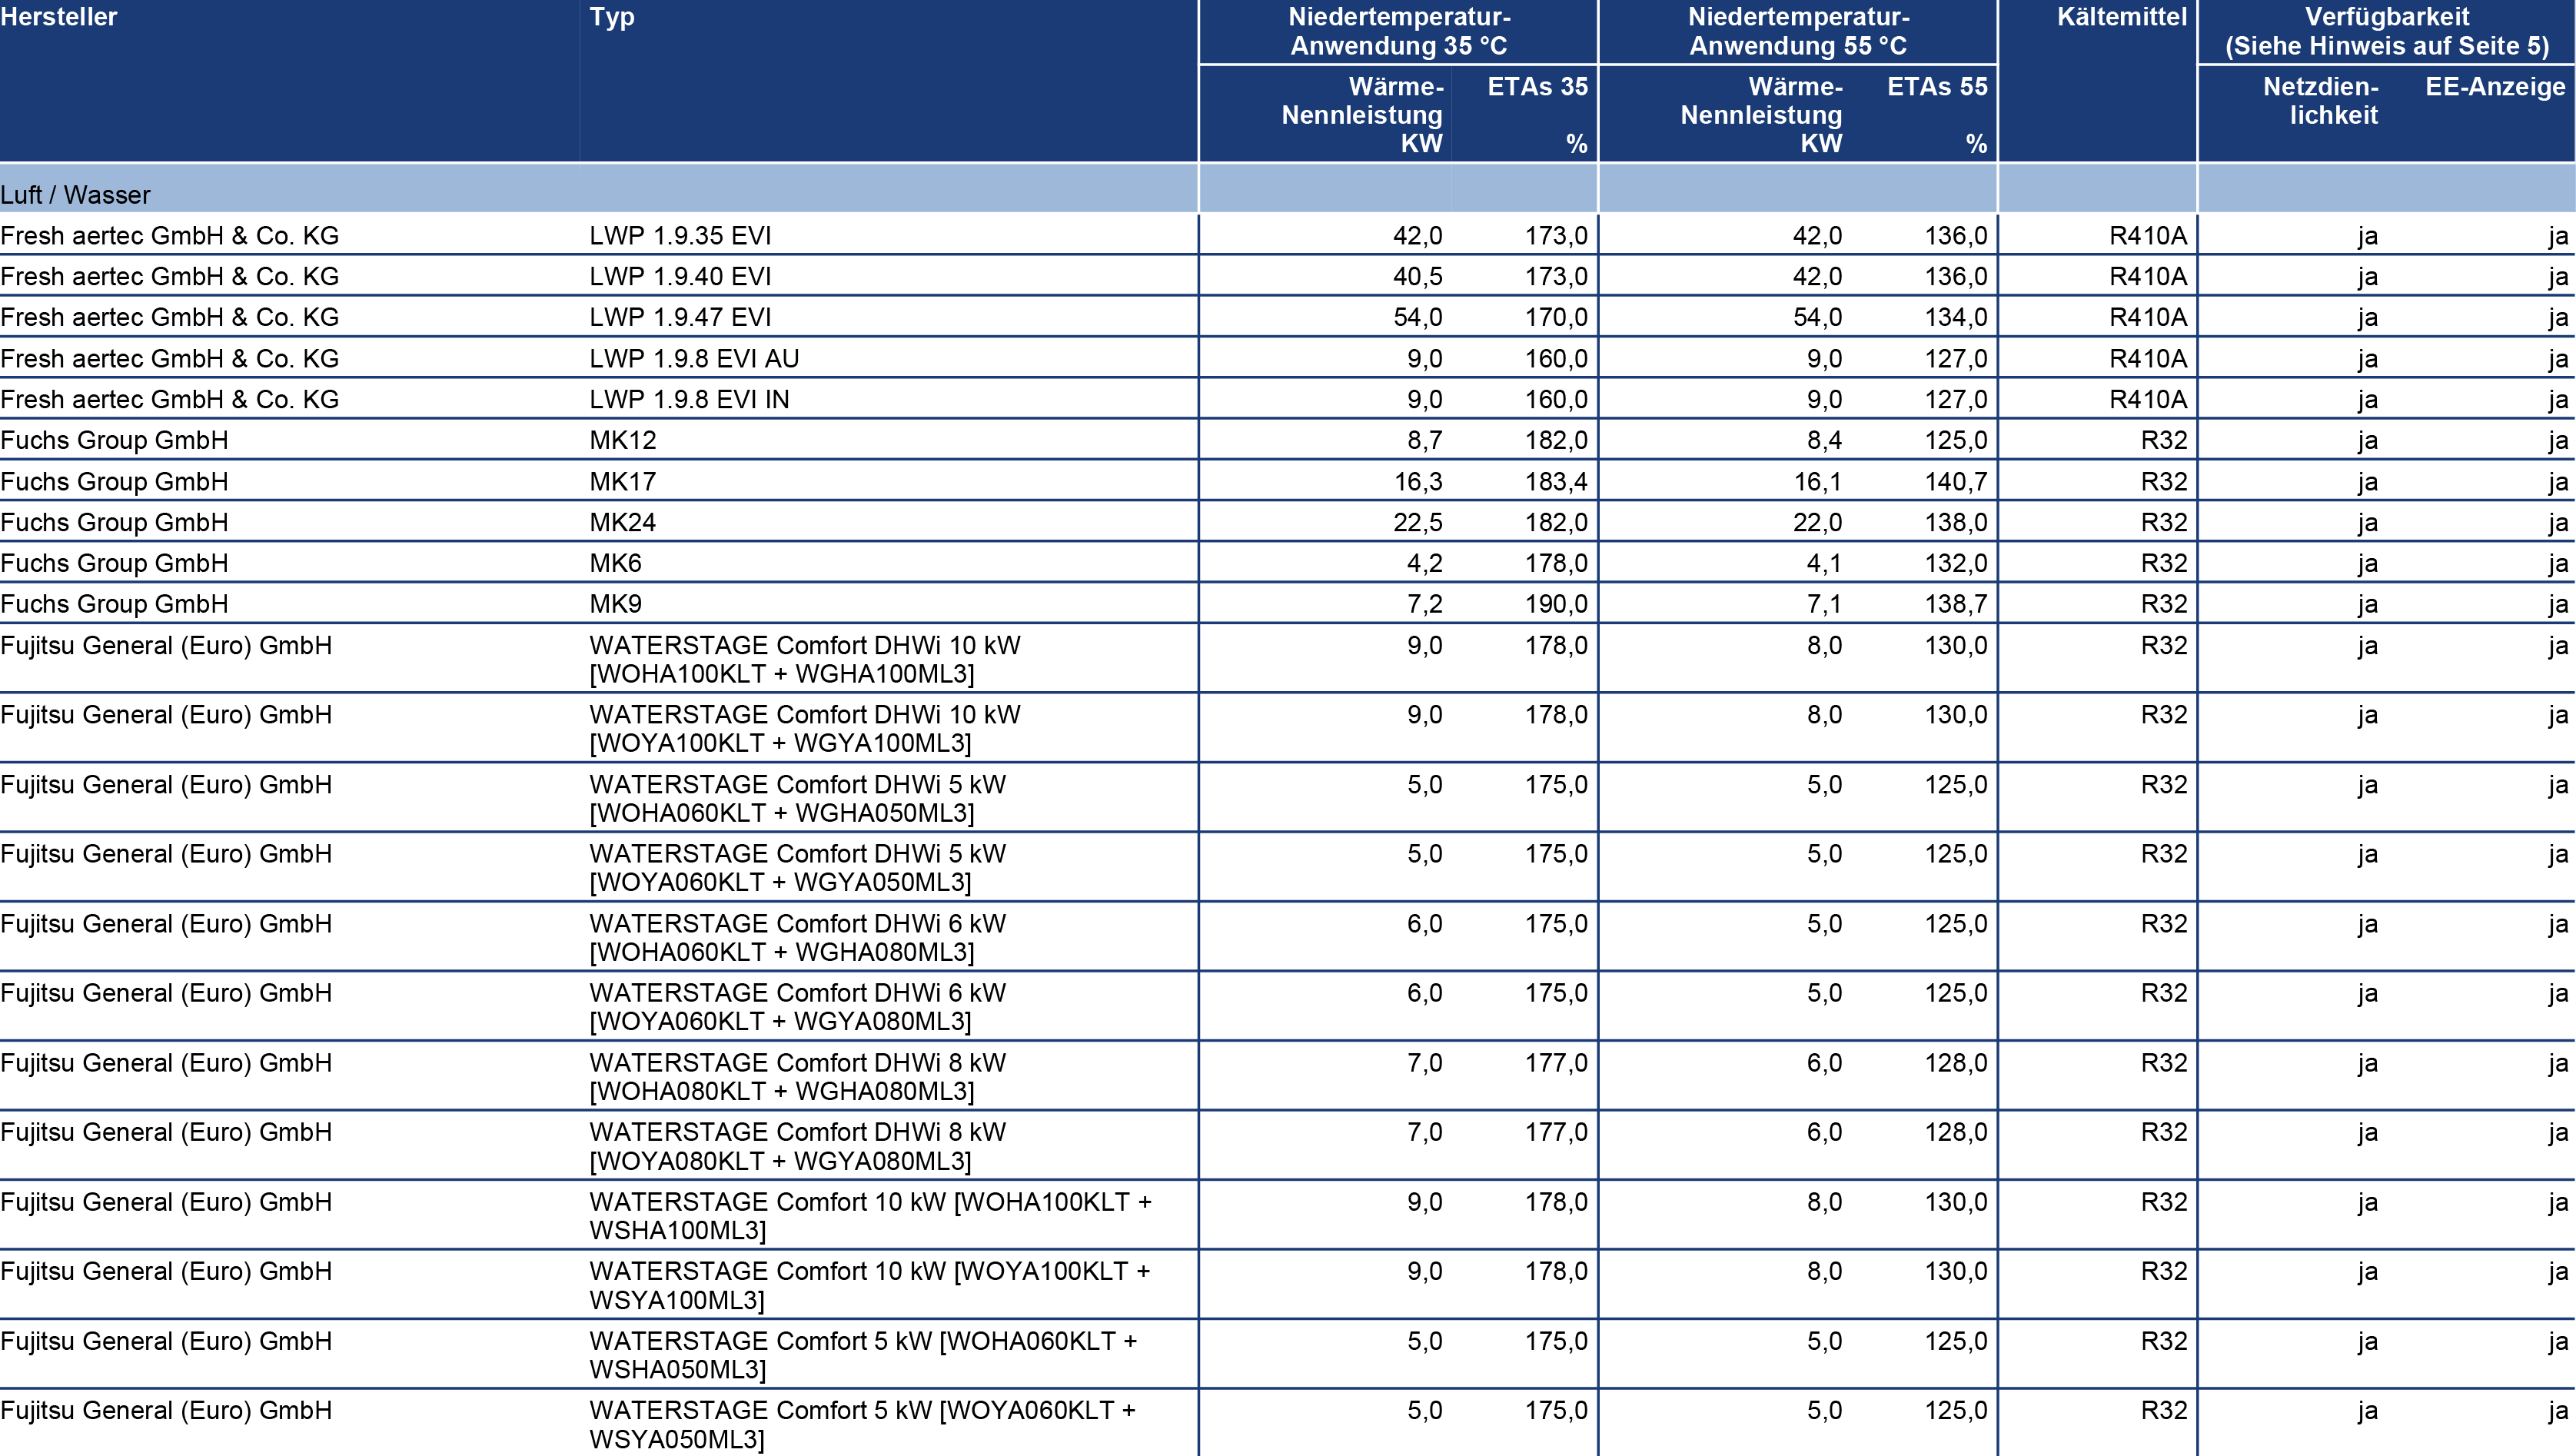 Hersteller Typ Niedertemperatur- Niedertemperatur- Kältemittel Verfügbarkeit
Anwendung 35 °C Anwendung 55 °C (Siehe Hinweis auf Seite 5)
Wärme- ETAs 35 Wärme- ETAs 55 Netzdien- EE-Anzeige
Nennleistung Nennleistung lichkeit
KW % KW %
Luft / Wasser
Fresh aertec GmbH & Co. KG LWP 1.9.35 EVI 42,0 173,0 42,0 136,0 R410A ja ja
Fresh aertec GmbH & Co. KG LWP 1.9.40 EVI 40,5 173,0 42,0 136,0 R410A ja ja
Fresh aertec GmbH & Co. KG LWP 1.9.47 EVI 54,0 170,0 54,0 134,0 R410A ja ja
Fresh aertec GmbH & Co. KG LWP 1.9.8 EVI AU 9,0 160,0 9,0 127,0 R410A ja ja
Fresh aertec GmbH & Co. KG LWP 1.9.8 EVI IN 9,0 160,0 9,0 127,0 R410A ja ja
Fuchs Group GmbH MK12 8,7 182,0 8,4 125,0 R32 ja ja
Fuchs Group GmbH MK17 16,3 183,4 16,1 140,7 R32 ja ja
Fuchs Group GmbH MK24 22,5 182,0 22,0 138,0 R32 ja ja
Fuchs Group GmbH MK6 4,2 178,0 4,1 132,0 R32 ja ja
Fuchs Group GmbH MK9 7,2 190,0 7,1 138,7 R32 ja ja
Fujitsu General (Euro) GmbH WATERSTAGE Comfort DHWi 10 kW 9,0 178,0 8,0 130,0 R32 ja ja
[WOHA100KLT + WGHA100ML3]
Fujitsu General (Euro) GmbH WATERSTAGE Comfort DHWi 10 kW 9,0 178,0 8,0 130,0 R32 ja ja
[WOYA100KLT + WGYA100ML3]
Fujitsu General (Euro) GmbH WATERSTAGE Comfort DHWi 5 kW 5,0 175,0 5,0 125,0 R32 ja ja
[WOHA060KLT + WGHA050ML3]
Fujitsu General (Euro) GmbH WATERSTAGE Comfort DHWi 5 kW 5,0 175,0 5,0 125,0 R32 ja ja
[WOYA060KLT + WGYA050ML3]
Fujitsu General (Euro) GmbH WATERSTAGE Comfort DHWi 6 kW 6,0 175,0 5,0 125,0 R32 ja ja
[WOHA060KLT + WGHA080ML3]
Fujitsu General (Euro) GmbH WATERSTAGE Comfort DHWi 6 kW 6,0 175,0 5,0 125,0 R32 ja ja
[WOYA060KLT + WGYA080ML3]
Fujitsu General (Euro) GmbH WATERSTAGE Comfort DHWi 8 kW 7,0 177,0 6,0 128,0 R32 ja ja
[WOHA080KLT + WGHA080ML3]
Fujitsu General (Euro) GmbH WATERSTAGE Comfort DHWi 8 kW 7,0 177,0 6,0 128,0 R32 ja ja
[WOYA080KLT + WGYA080ML3]
Fujitsu General (Euro) GmbH WATERSTAGE Comfort 10 kW [WOHA100KLT + 9,0 178,0 8,0 130,0 R32 ja ja
WSHA100ML3]
Fujitsu General (Euro) GmbH WATERSTAGE Comfort 10 kW [WOYA100KLT + 9,0 178,0 8,0 130,0 R32 ja ja
WSYA100ML3]
Fujitsu General (Euro) GmbH WATERSTAGE Comfort 5 kW [WOHA060KLT + 5,0 175,0 5,0 125,0 R32 ja ja
WSHA050ML3]
Fujitsu General (Euro) GmbH WATERSTAGE Comfort 5 kW [WOYA060KLT + 5,0 175,0 5,0 125,0 R32 ja ja
WSYA050ML3]